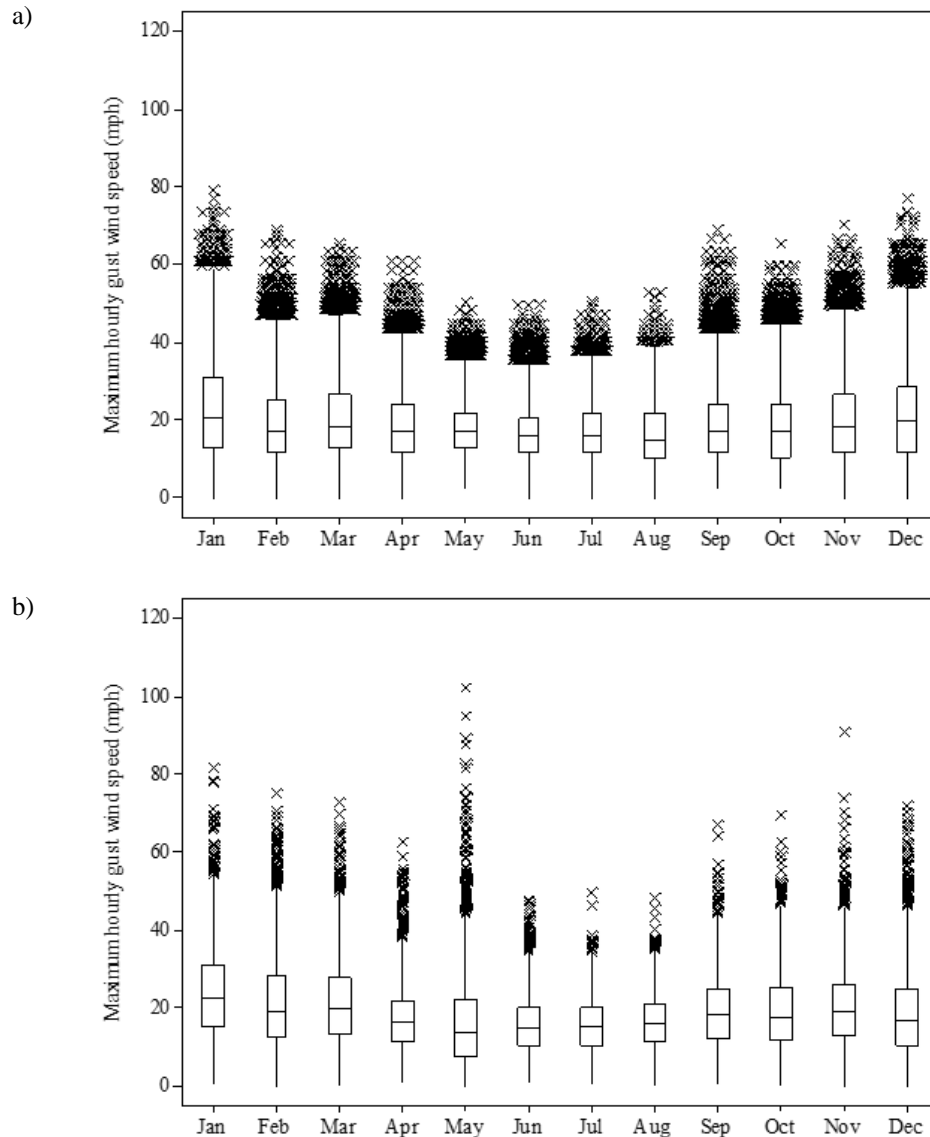 a)
120
100
80
60
40
20
0
Maximum hourly gust wind speed (mph)
Jan Feb Mar Apr May Jun Jul Aug Sep Oct Nov Dec
b)
120
100
80
60
40
20
0
Maximum hourly gust wind speed (mph)
Jan Feb Mar Apr May Jun Jul Aug Sep Oct Nov Dec